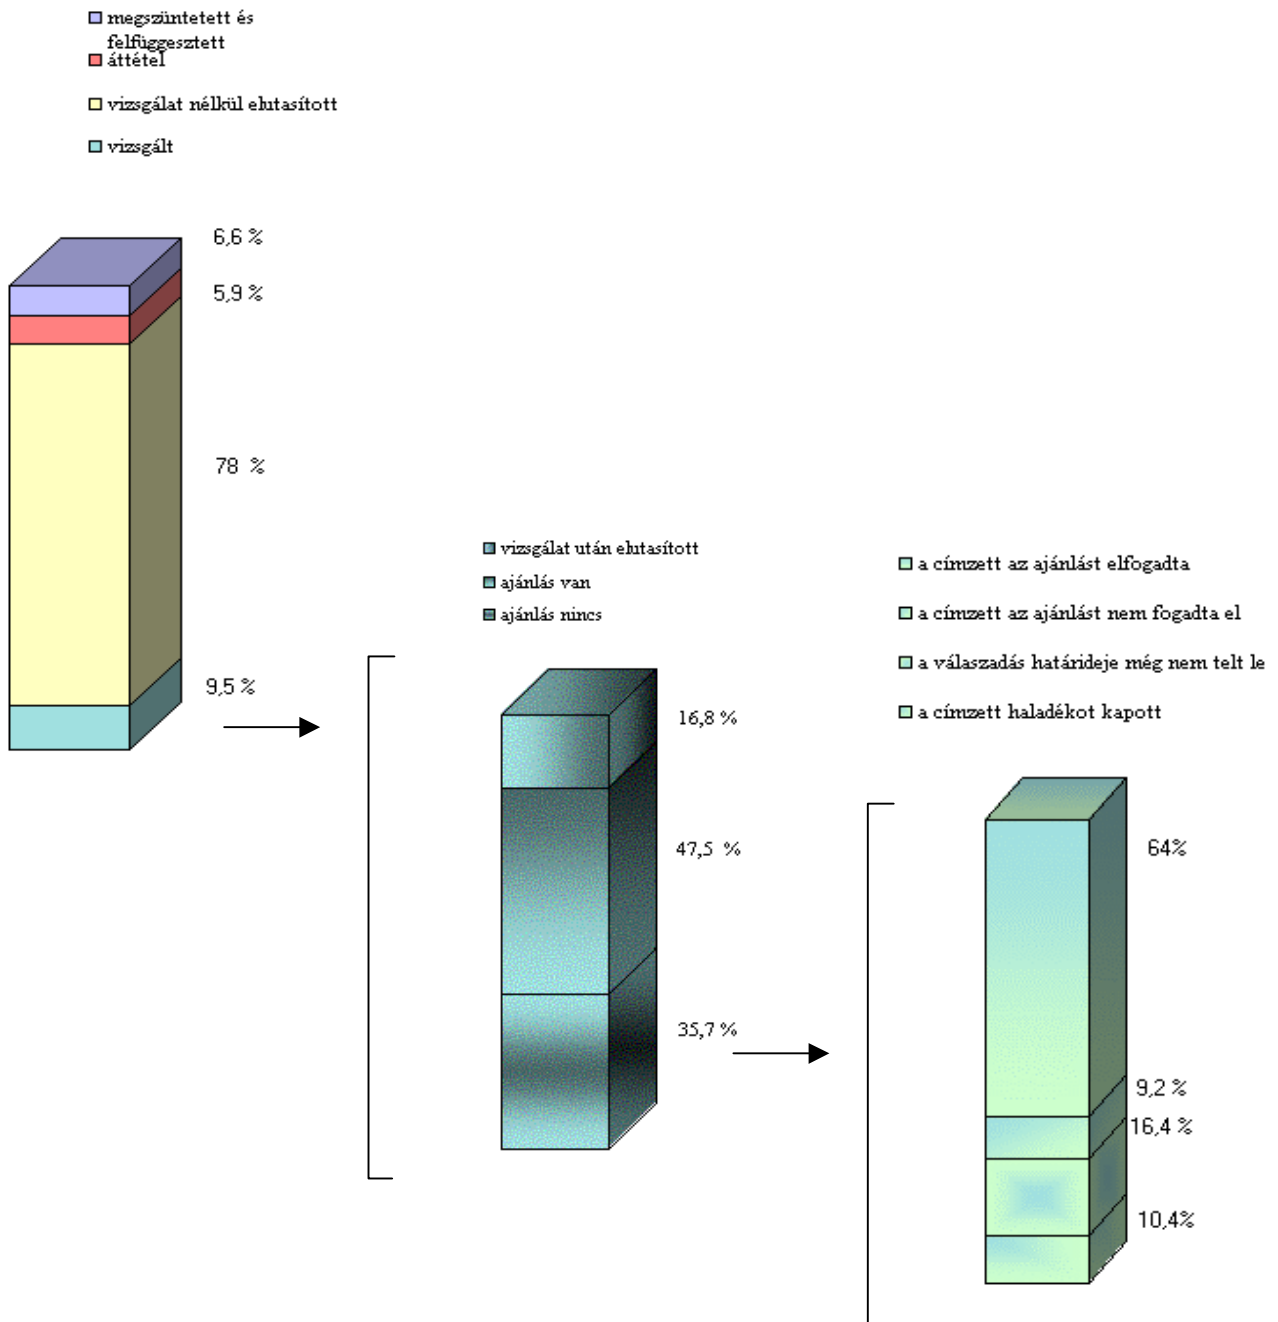 megszüntetett és
felfüggesztett
áttétel
vizsgálat nélkül elutasított
vizsgált
6,6 %
5,9 %
78 %
9,5 %
vizsgálat után elutasított
ajánlás van
ajánlás nincs
16,8 %
47,5 %
35,7 %
a címzett az ajánlást elfogadta
a címzett az ajánlást nem fogadta el
a válaszadás határideje még nem telt le
a címzett haladékot kapott
64%
9,2 %
16,4 %
10,4%